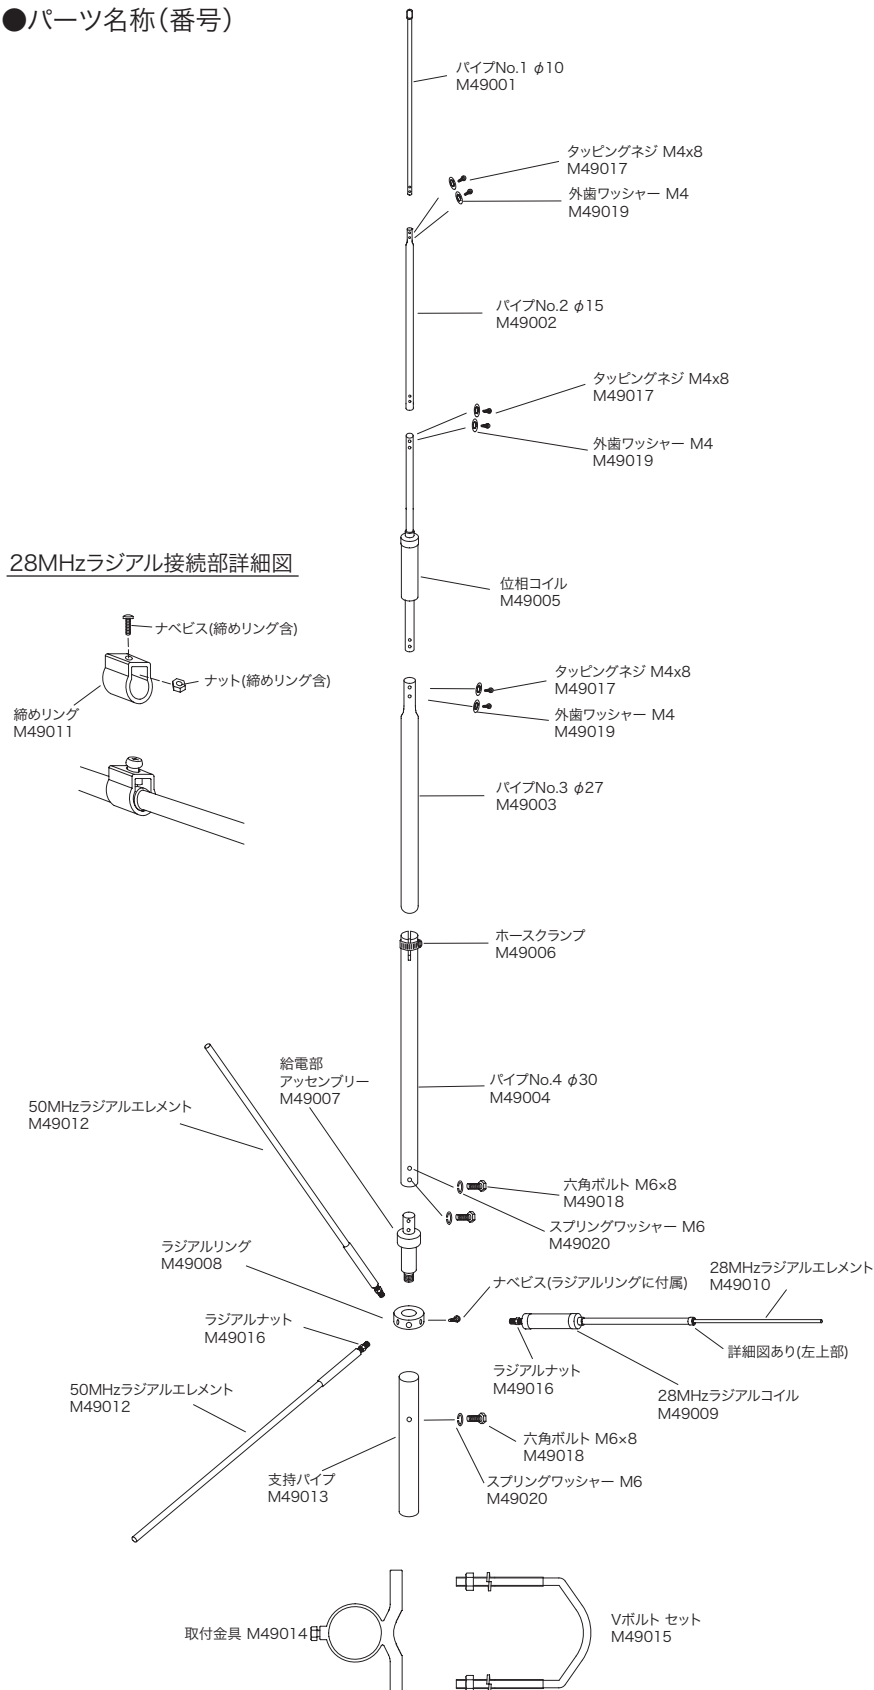 ●パーツ名称(番号)
パイプNo.1 φ10
M49001
タッピングネジ M4x8
M49017
外歯ワッシャー M4
M49019
パイプNo.2 φ15
M49002
タッピングネジ M4x8
M49017
外歯ワッシャー M4
M49019
28MHzラジアル接続部詳細図
位相コイル
M49005
ナベビス(締めリング含)
ナット(締めリング含)
締めリング
M49011
タッピングネジ M4x8
M49017
外歯ワッシャー M4
M49019
パイプNo.3 φ27
M49003
ホースクランプ
M49006
給電部
アッセンブリー
M49007
パイプNo.4 φ30
M49004
50MHzラジアルエレメント
M49012
六角ボルト M6×8
M49018
スプリングワッシャー M6
M49020
ラジアルリング
M49008
28MHzラジアルエレメント
M49010
ナベビス(ラジアルリングに付属)
ラジアルナット
M49016
詳細図あり(左上部)
ラジアルナット
M49016
50MHzラジアルエレメント
M49012
28MHzラジアルコイル
M49009
六角ボルト M6×8
M49018
支持パイプ
M49013
スプリングワッシャー M6
M49020
取付金具 M49014
Vボルト セット
M49015